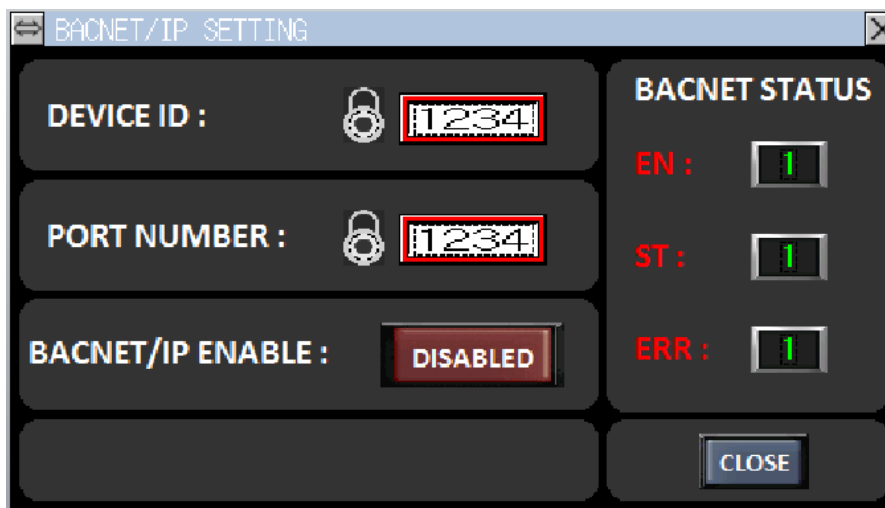 BACNET/IP SETTING
DEVICE ID : 1234
PORT NUMBER : 1234
BACNET/IP ENABLE : DISABLED
BACNET STATUS
EN : 1
ST : 1
ERR : 1
CLOSE